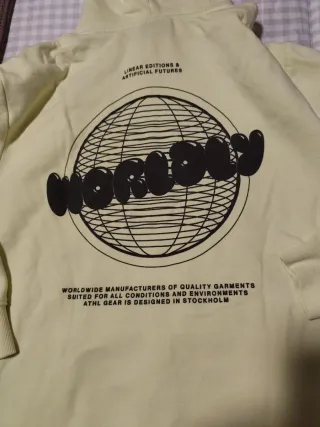 LINEAR EDITIONS &
ARTIFICIAL FUTURES
WORLDLY
WORLDWIDE MANUFACTURERS OF QUALITY GARMENTS
SUITED FOR ALL CONDITIONS AND ENVIRONMENTS
ATHL GEAR IS DESIGNED IN STOCKHOLM